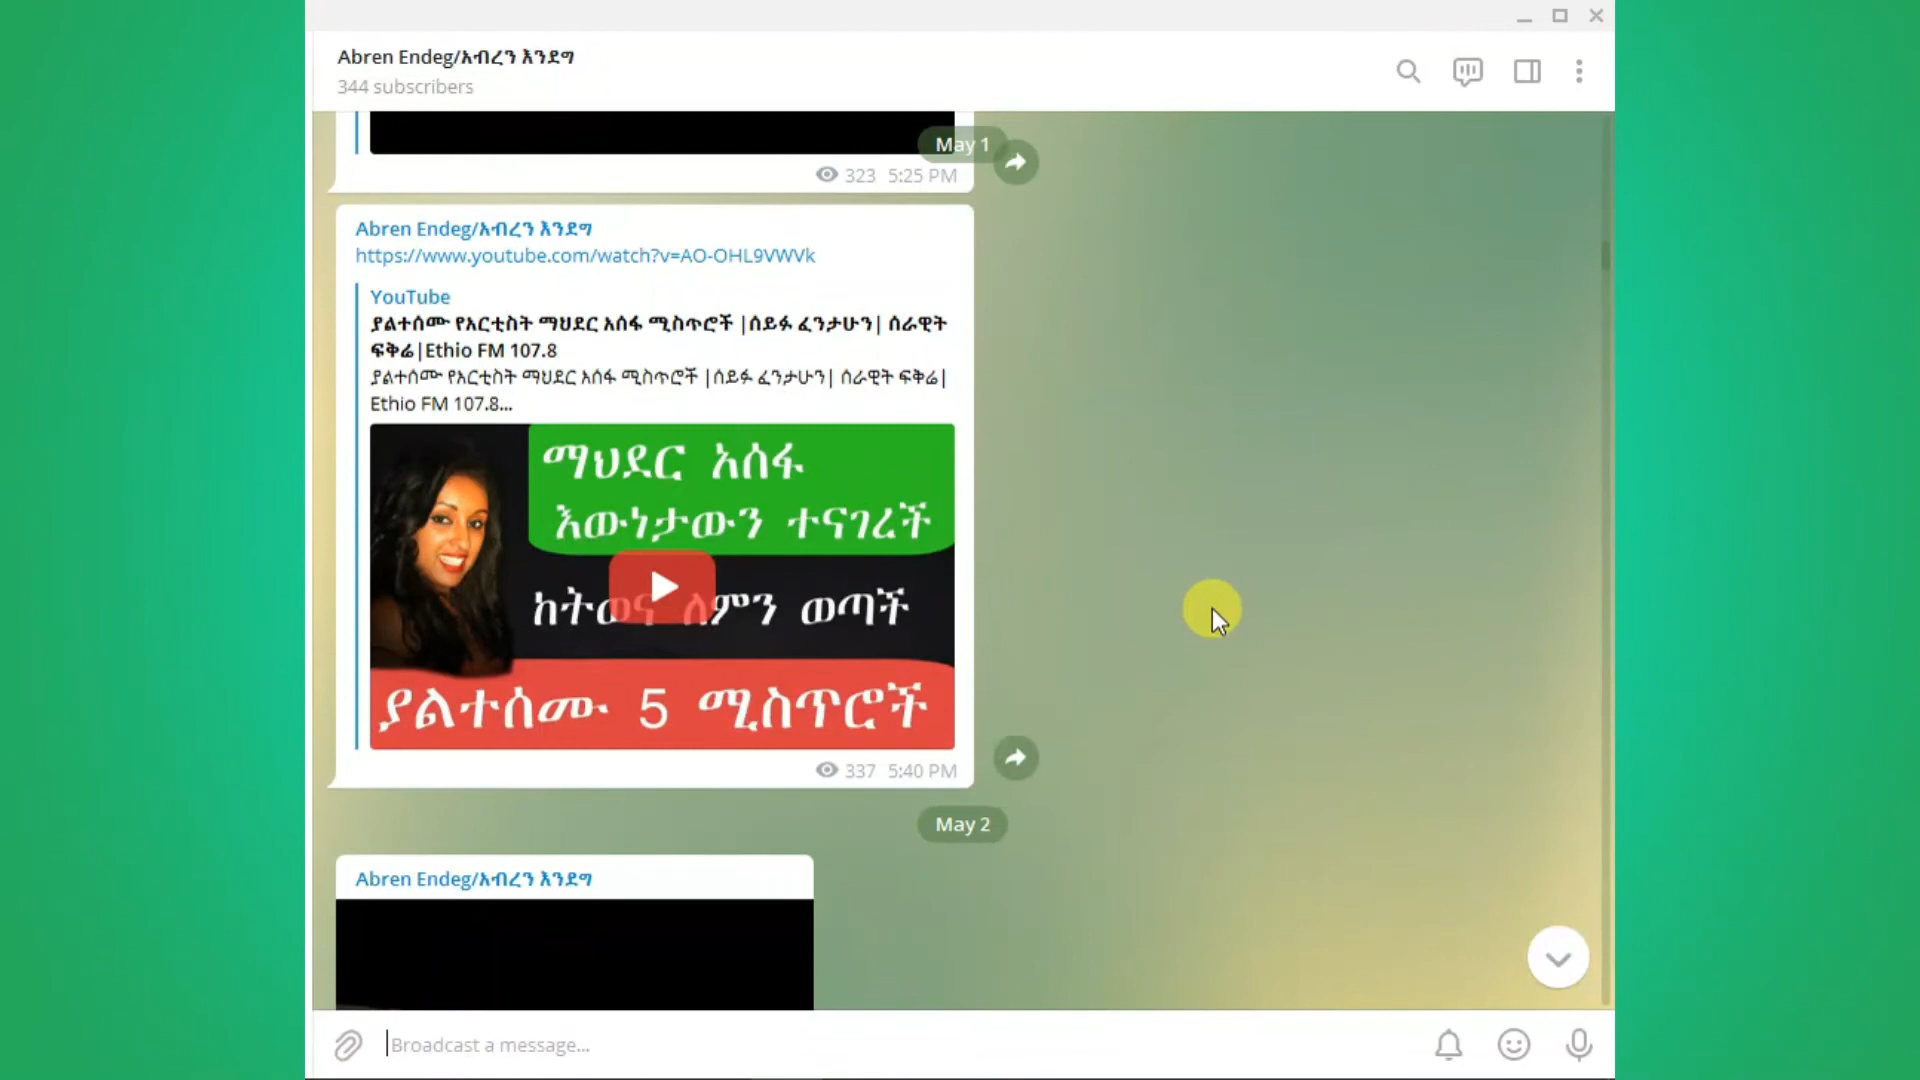 Abren Endeg/አብረን እንደግ
344 subscribers
May 1
323 5:25 PM
Abren Endeg/አብረን እንደግ
https://www.youtube.com/watch?v=AO-OHL9VWVk
YouTube
ያልተሰሙ የአርቲስት ማህደር አሰፋ ሚስጥሮች |ሰይፉ ፈንታሁን| ሰራዊት
ፍቅሬ|Ethio FM 107.8
ያልተሰሙ የአርቲስት ማህደር አሰፋ ሚስጥሮች |ሰይፉ ፈንታሁን| ሰራዊት ፍቅሬ|
Ethio FM 107.8...
ማህደር አሰፋ
እውነታውን ተናገረች
ከትወና ለምን ወጣች
ያልተሰሙ 5 ሚስጥሮች
337 5:40 PM
May 2
Abren Endeg/አብረን እንደግ
Broadcast a message...